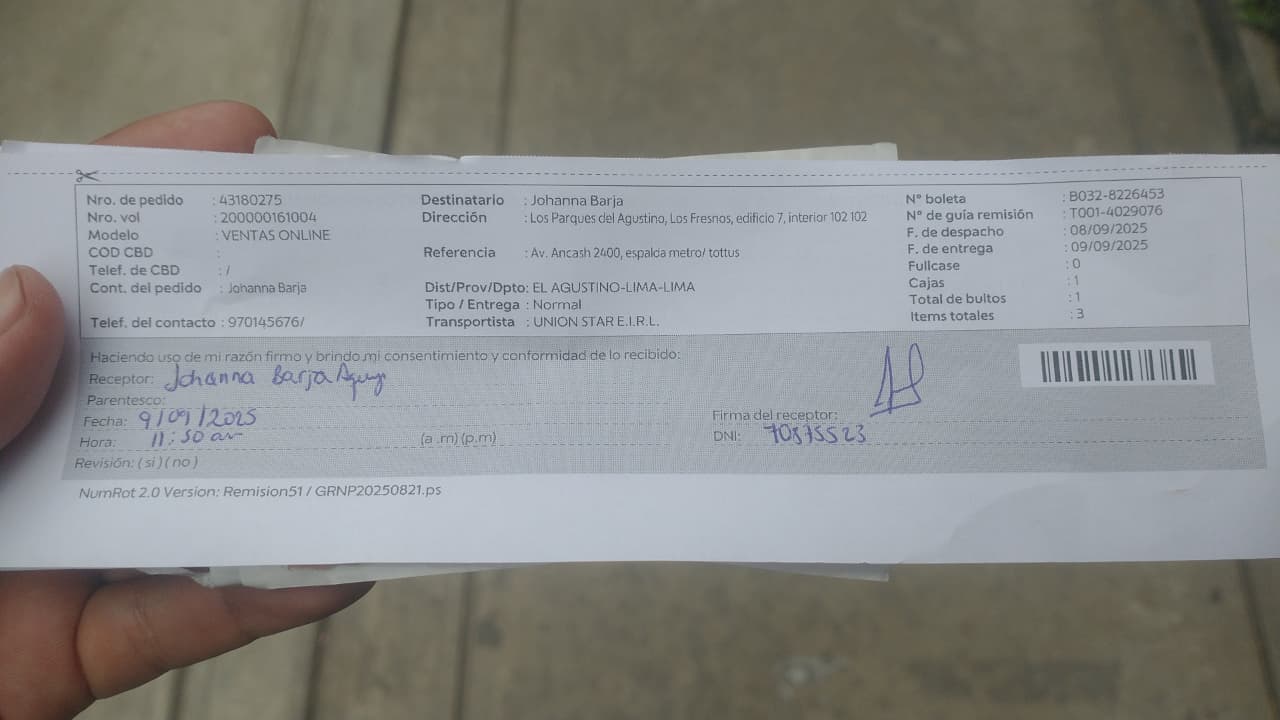 Nro. de pedido : 43180275
Nro. vol : 200000161004
Modelo : VENTAS ONLINE
COD CBD :
Telef. de CBD : /
Cont. del pedido : Johanna Barja
Telef. del contacto : 970145676/
Destinatario : Johanna Barja
Dirección : Los Parques del Agustino, Los Fresnos, edificio 7, interior 102 102
Referencia : Av. Ancash 2400, espalda metro/ tottus
Dist/Prov/Dpto: EL AGUSTINO-LIMA-LIMA
Tipo / Entrega : Normal
Transportista : UNION STAR E.I.R.L.
N° boleta : B032-8226453
N° de guía remisión : T001-4029076
F. de despacho : 08/09/2025
F. de entrega : 09/09/2025
Fullcase : 0
Cajas : 1
Total de bultos : 1
Items totales : 3
Haciendo uso de mi razón firmo y brindo mi consentimiento y conformidad de lo recibido:
Receptor: Johanna Barja
Parentesco:
Fecha: 9/09/2025
Hora: 11:50 am (a .m) (p.m)
Revisión: ( si ) ( no )
Firma del receptor:
DNI: 70875523
NumRot 2.0 Version: Remision51 / GRNP20250821.ps